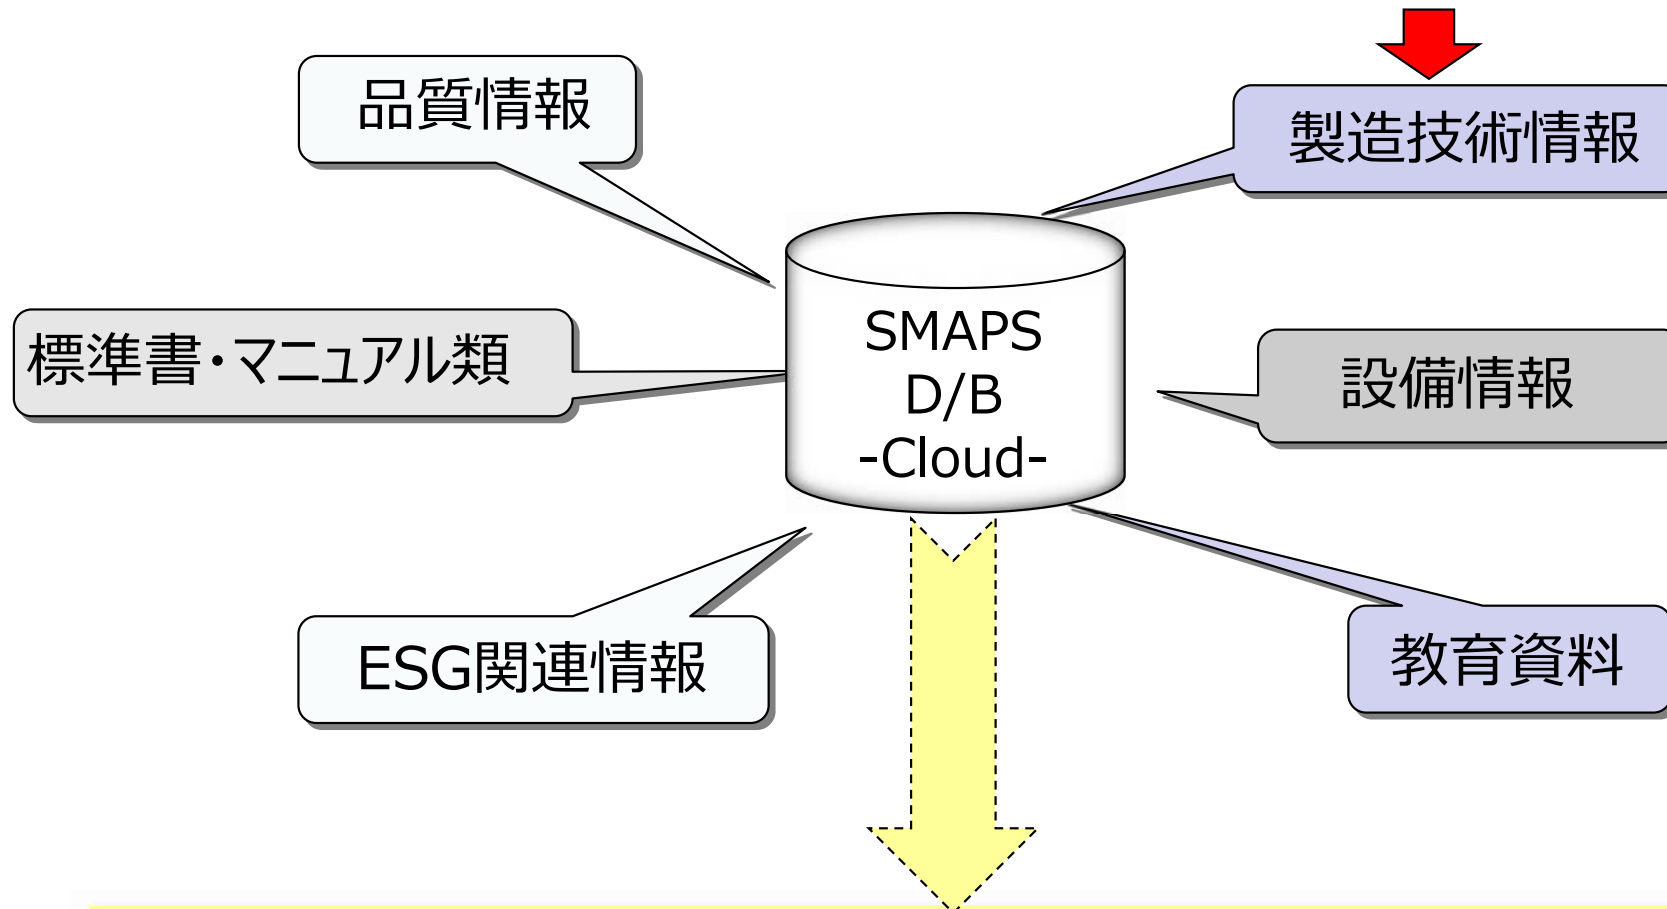 品質情報
製造技術情報
標準書・マニュアル類
SMAPS
D/B
-Cloud-
設備情報
ESG関連情報
教育資料